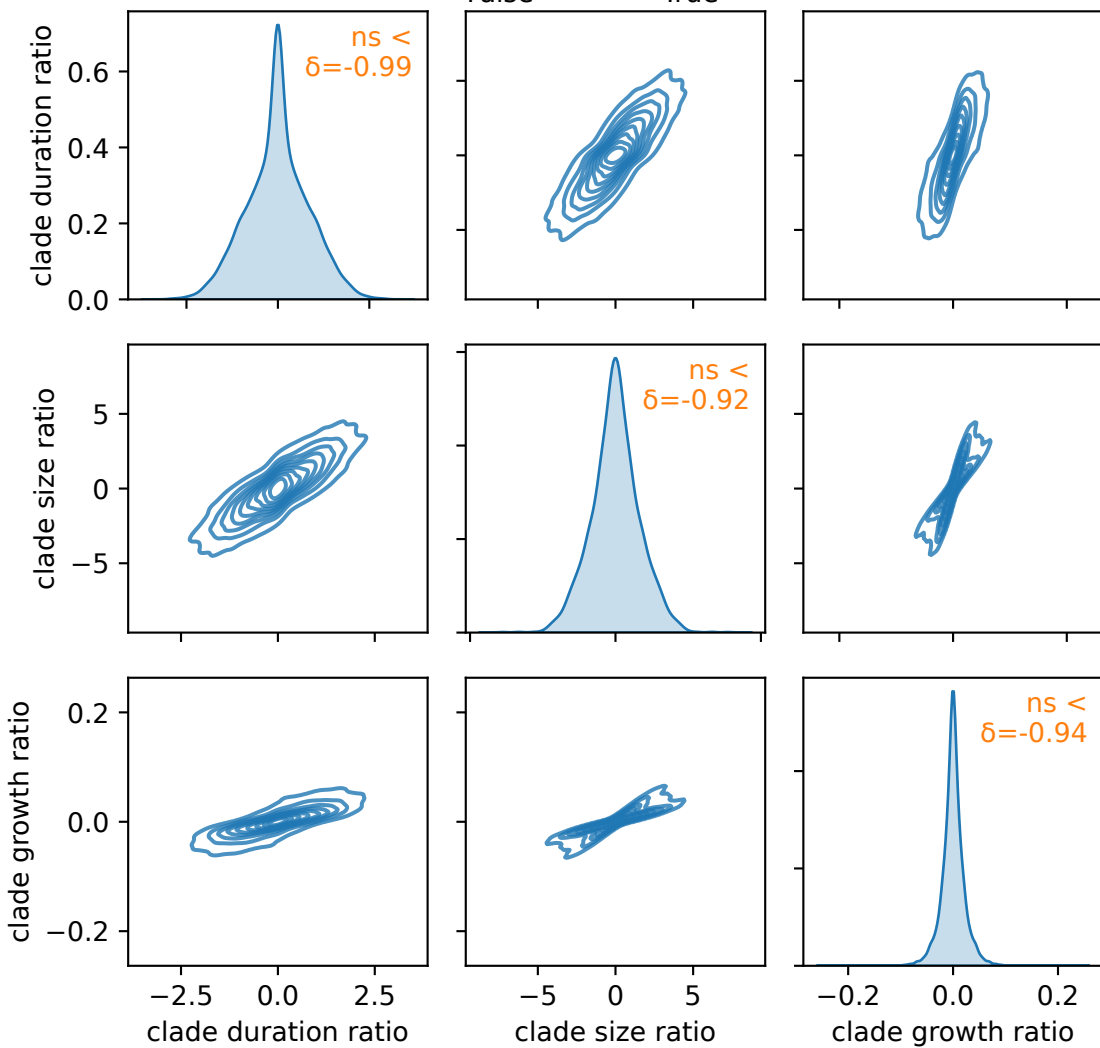 clade duration ratio
0.6
0.4
0.2
0.0
ns <
δ=-0.99
clade size ratio
5
0
−5
ns <
δ=-0.92
clade growth ratio
0.2
0.0
−0.2
ns <
δ=-0.94
−2.5 0.0 2.5
−5 0 5
−0.2 0.0 0.2
clade duration ratio
clade size ratio
clade growth ratio